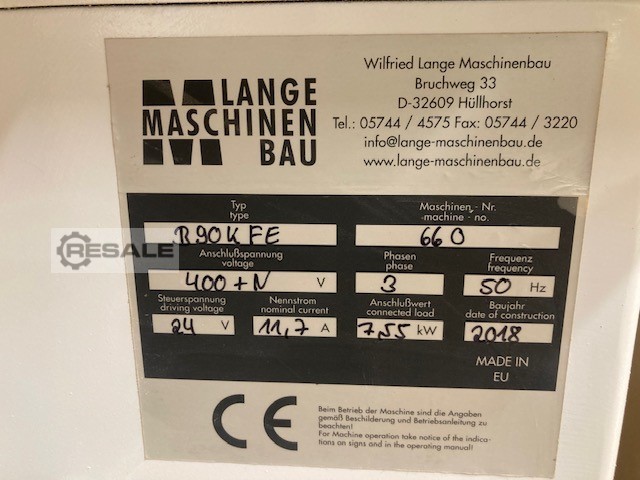 LANGE
MASCHINEN
BAU
Wilfried Lange Maschinenbau
Bruchweg 33
D-32609 Hüllhorst
Tel.: 05744 / 4575 Fax: 05744 / 3220
info@lange-maschinenbau.de
www.lange-maschinenbau.de
RESALE
Typ
type
B90K FE
Maschinen,- Nr.
-machine - no.
660
Anschlußspannung
voltage
400+N V
Phasen
phase
3
Frequenz
frequency
50 Hz
Steuerspannung
driving voltage
24 V
Nennstrom
nominal current
11,7 A
Anschlußwert
connected load
7,55 kW
Baujahr
date of construction
2018
MADE IN
EU
CE
Beim Betrieb der Maschine sind die Angaben
gemäß Beschilderung und Betriebsanleitung zu
beachten!
For Machine operation take notice of the indica-
tions on signs and in the operating manual!